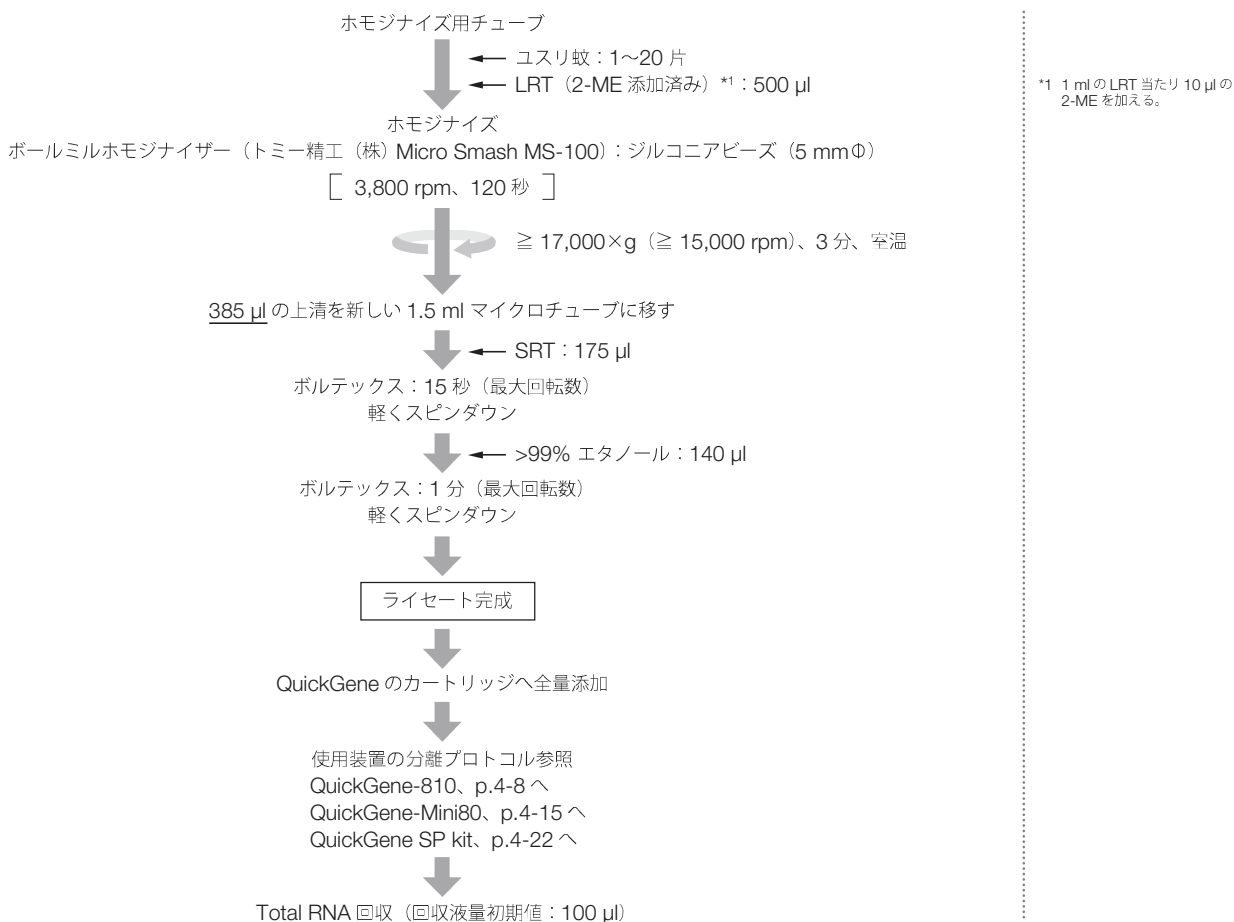 ホモジナイズ用チューブ
ユスリ蚊：1～20 片
LRT（2-ME 添加済み）*1：500 µl
*1 1 ml の LRT 当たり 10 µl の
2-ME を加える。
ホモジナイズ
ボールミルホモジナイザー（トミー精工（株）Micro Smash MS-100）：ジルコニアビーズ（5 mmΦ）
[ 3,800 rpm、120 秒 ]
≧ 17,000×g（≧ 15,000 rpm）、3 分、室温
385 µl の上清を新しい 1.5 ml マイクロチューブに移す
SRT：175 µl
ボルテックス：15 秒（最大回転数）
軽くスピンダウン
>99% エタノール：140 µl
ボルテックス：1 分（最大回転数）
軽くスピンダウン
ライセート完成
QuickGene のカートリッジへ全量添加
使用装置の分離プロトコル参照
QuickGene-810、p.4-8 へ
QuickGene-Mini80、p.4-15 へ
QuickGene SP kit、p.4-22 へ
Total RNA 回収（回収液量初期値：100 µl）